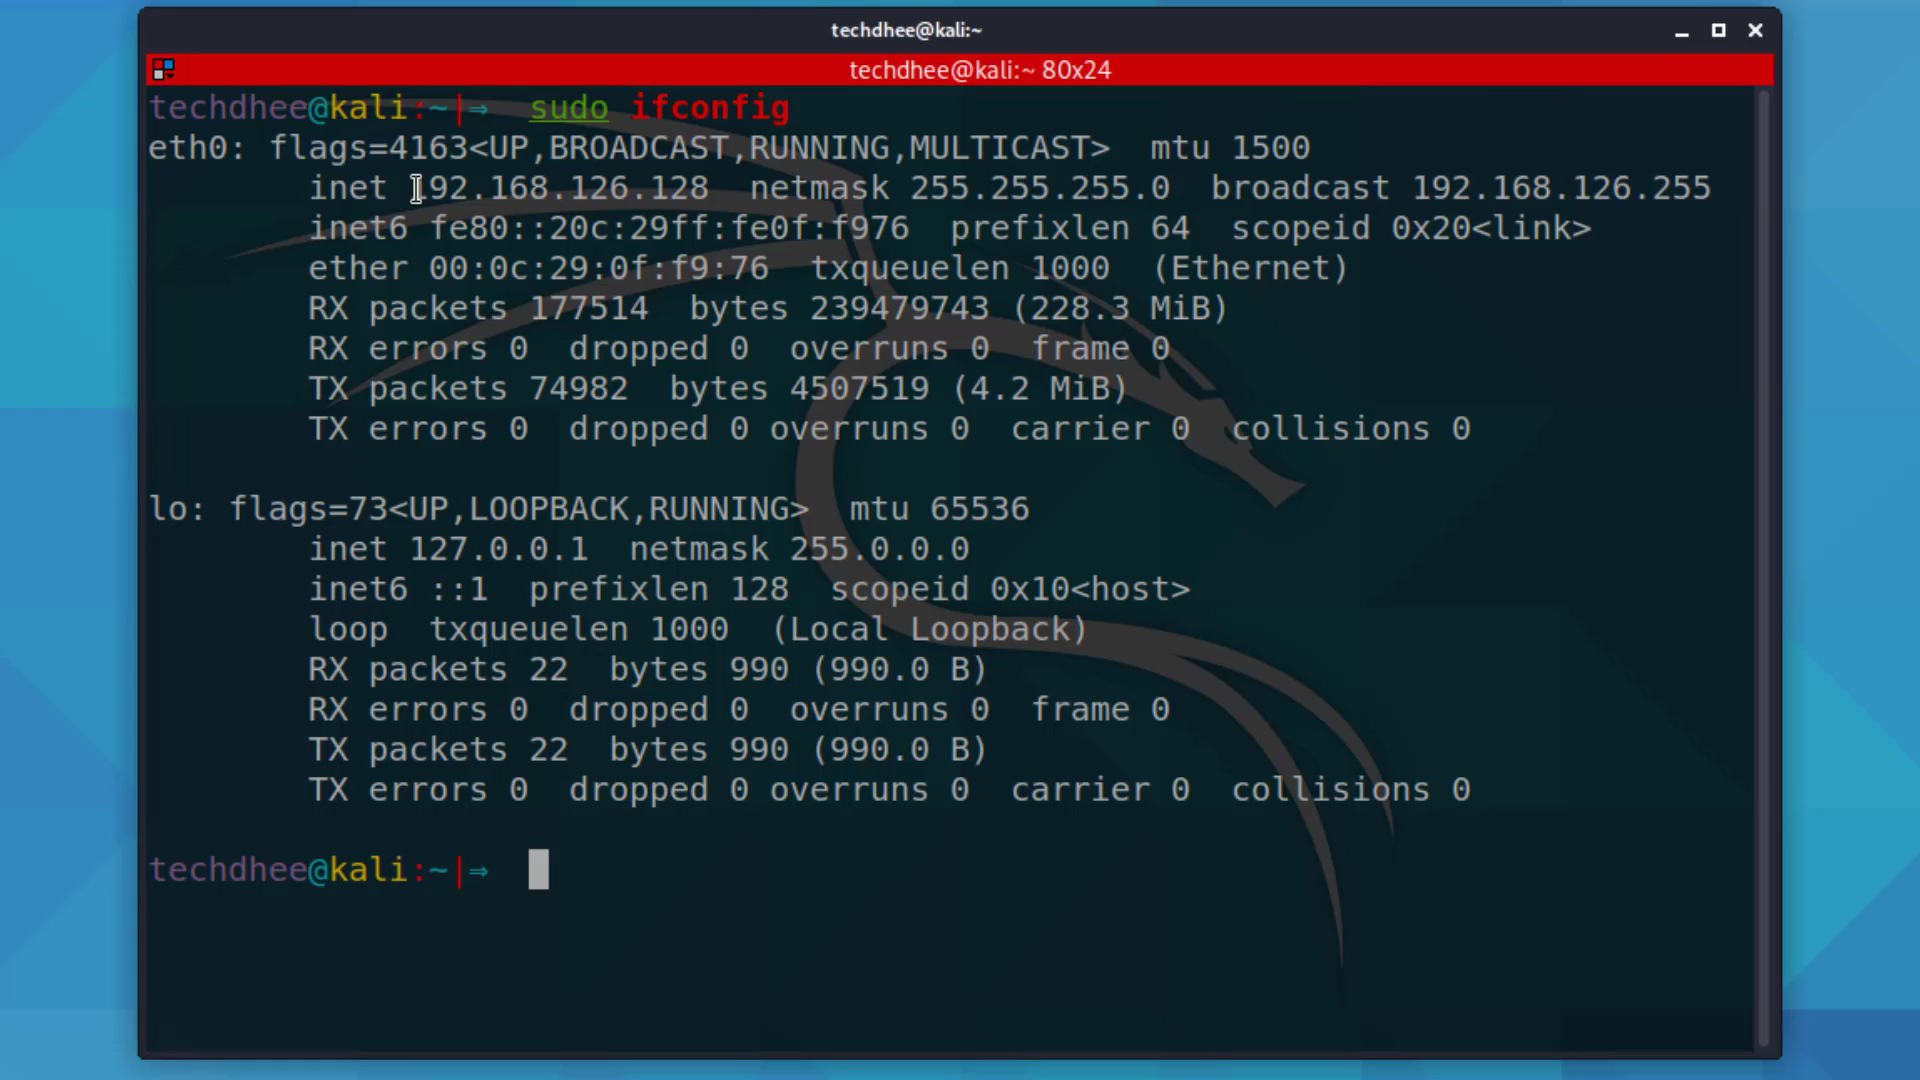 techdhee@kali:~
techdhee@kali:~ 80x24
techdhee@kali:~|⇒  sudo ifconfig
eth0: flags=4163<UP,BROADCAST,RUNNING,MULTICAST>  mtu 1500
        inet 192.168.126.128  netmask 255.255.255.0  broadcast 192.168.126.255
        inet6 fe80::20c:29ff:fe0f:f976  prefixlen 64  scopeid 0x20<link>
        ether 00:0c:29:0f:f9:76  txqueuelen 1000  (Ethernet)
        RX packets 177514  bytes 239479743 (228.3 MiB)
        RX errors 0  dropped 0  overruns 0  frame 0
        TX packets 74982  bytes 4507519 (4.2 MiB)
        TX errors 0  dropped 0 overruns 0  carrier 0  collisions 0
lo: flags=73<UP,LOOPBACK,RUNNING>  mtu 65536
        inet 127.0.0.1  netmask 255.0.0.0
        inet6 ::1  prefixlen 128  scopeid 0x10<host>
        loop  txqueuelen 1000  (Local Loopback)
        RX packets 22  bytes 990 (990.0 B)
        RX errors 0  dropped 0  overruns 0  frame 0
        TX packets 22  bytes 990 (990.0 B)
        TX errors 0  dropped 0 overruns 0  carrier 0  collisions 0
techdhee@kali:~|⇒